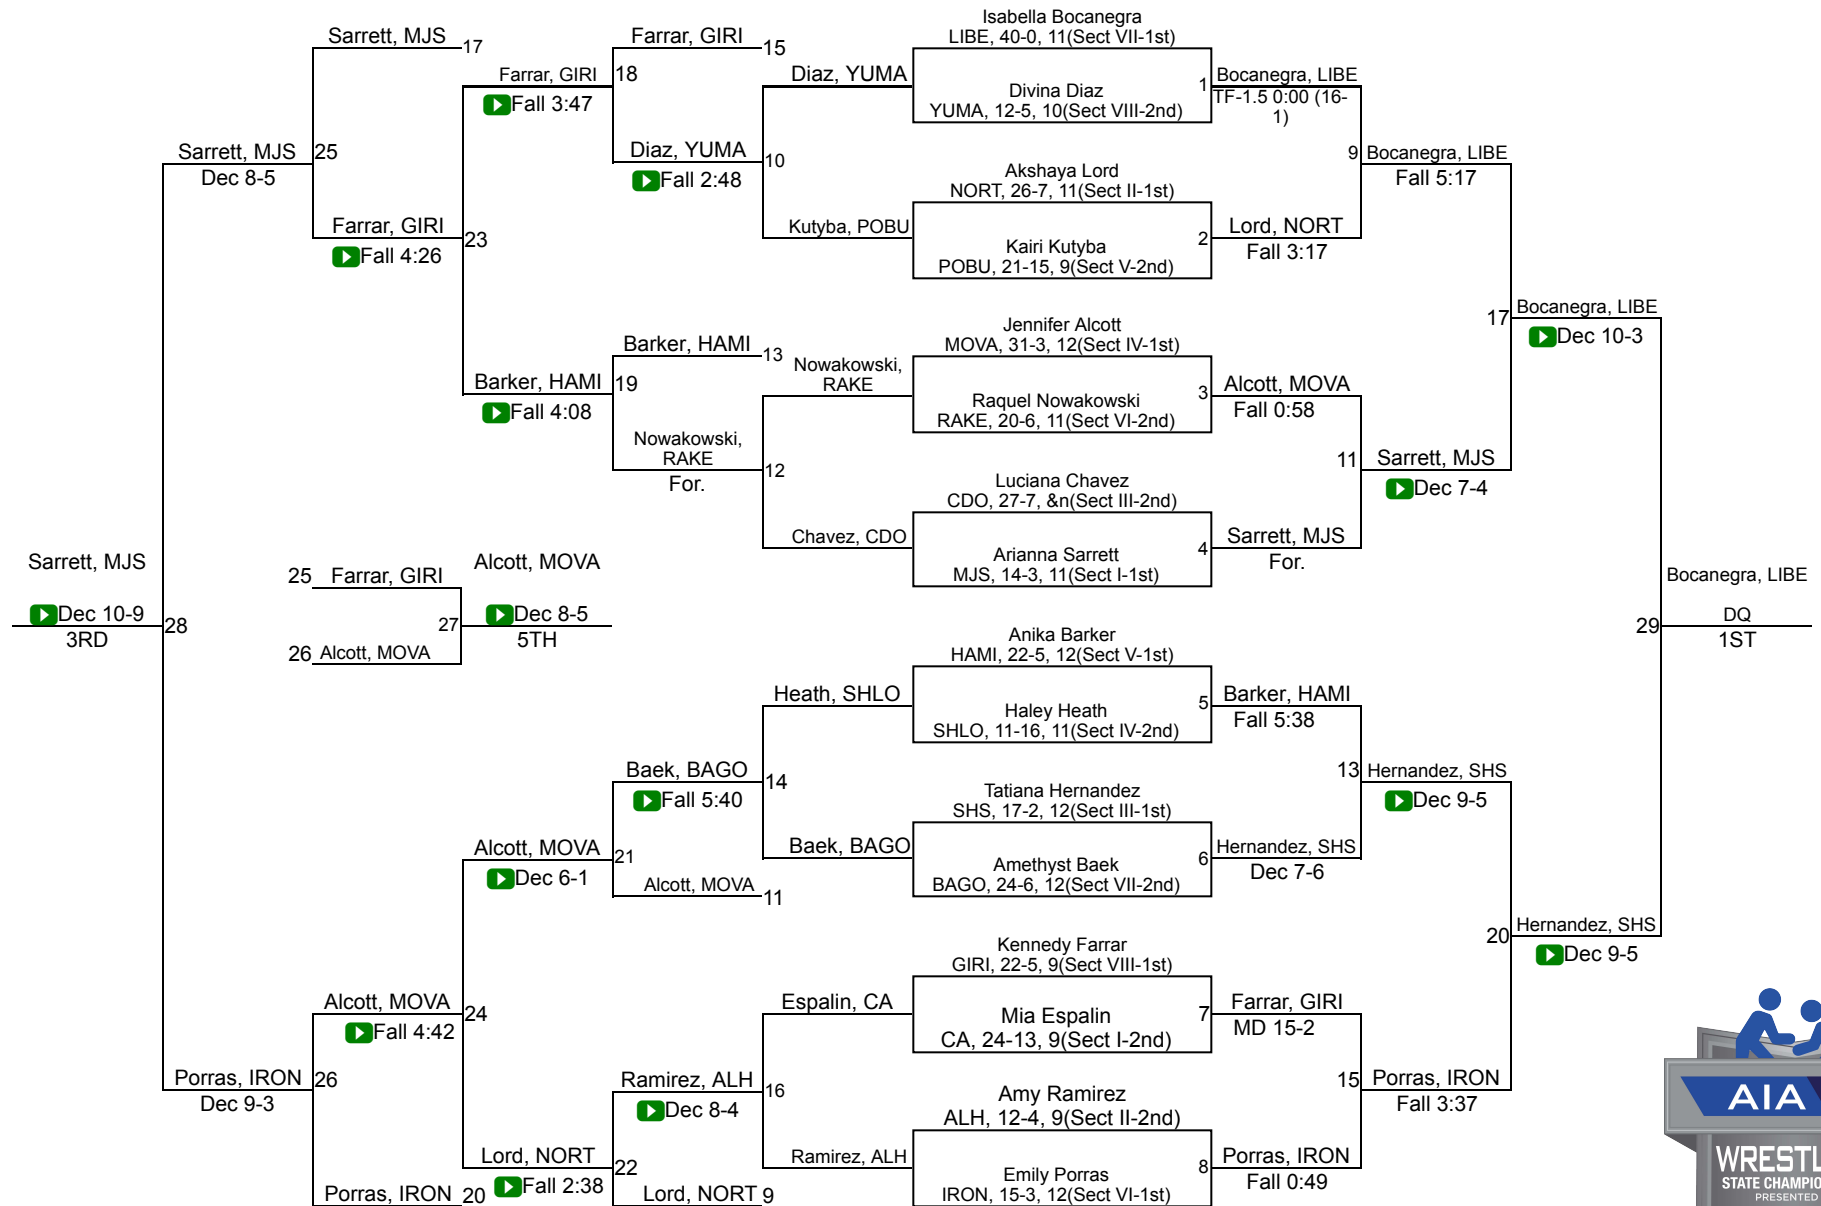 Sarrett, MJS
17
Farrar, GIRI
15
Isabella Bocanegra
LIBE, 40-0, 11(Sect VII-1st)
Farrar, GIRI
18
Fall 3:47
Diaz, YUMA
Divina Diaz
YUMA, 12-5, 10(Sect VIII-2nd)
1
Bocanegra, LIBE
TF-1.5 0:00 (16-
1)
Sarrett, MJS
25
Dec 8-5
Diaz, YUMA
10
Fall 2:48
Akshaya Lord
NORT, 26-7, 11(Sect II-1st)
9
Bocanegra, LIBE
Fall 5:17
Farrar, GIRI
23
Fall 4:26
Kutyba, POBU
Kairi Kutyba
POBU, 21-15, 9(Sect V-2nd)
2
Lord, NORT
Fall 3:17
17
Bocanegra, LIBE
Dec 10-3
Barker, HAMI
13
Jennifer Alcott
MOVA, 31-3, 12(Sect IV-1st)
Barker, HAMI
19
Fall 4:08
Nowakowski,
RAKE
Raquel Nowakowski
RAKE, 20-6, 11(Sect VI-2nd)
3
Alcott, MOVA
Fall 0:58
Nowakowski,
RAKE
12
For.
Luciana Chavez
CDO, 27-7, &n(Sect III-2nd)
11
Sarrett, MJS
Dec 7-4
Chavez, CDO
Arianna Sarrett
MJS, 14-3, 11(Sect I-1st)
4
Sarrett, MJS
For.
Sarrett, MJS
Dec 10-9
3RD
28
25
Farrar, GIRI
26
Alcott, MOVA
27
Alcott, MOVA
Dec 8-5
5TH
29
Bocanegra, LIBE
DQ
1ST
Anika Barker
HAMI, 22-5, 12(Sect V-1st)
Heath, SHLO
Haley Heath
SHLO, 11-16, 11(Sect IV-2nd)
5
Barker, HAMI
Fall 5:38
Baek, BAGO
14
Fall 5:40
Tatiana Hernandez
SHS, 17-2, 12(Sect III-1st)
13
Hernandez, SHS
Dec 9-5
Alcott, MOVA
21
Dec 6-1
Baek, BAGO
Amethyst Baek
BAGO, 24-6, 12(Sect VII-2nd)
6
Hernandez, SHS
Dec 7-6
Alcott, MOVA
11
20
Hernandez, SHS
Dec 9-5
Kennedy Farrar
GIRI, 22-5, 9(Sect VIII-1st)
Alcott, MOVA
24
Fall 4:42
Espalin, CA
Mia Espalin
CA, 24-13, 9(Sect I-2nd)
7
Farrar, GIRI
MD 15-2
Porras, IRON
26
Dec 9-3
Ramirez, ALH
16
Dec 8-4
Amy Ramirez
ALH, 12-4, 9(Sect II-2nd)
15
Porras, IRON
Fall 3:37
Lord, NORT
22
Fall 2:38
Ramirez, ALH
Emily Porras
IRON, 15-3, 12(Sect VI-1st)
8
Porras, IRON
Fall 0:49
Porras, IRON
20
Lord, NORT
9
AIA
WRESTL
STATE CHAMPIO
PRESENTED